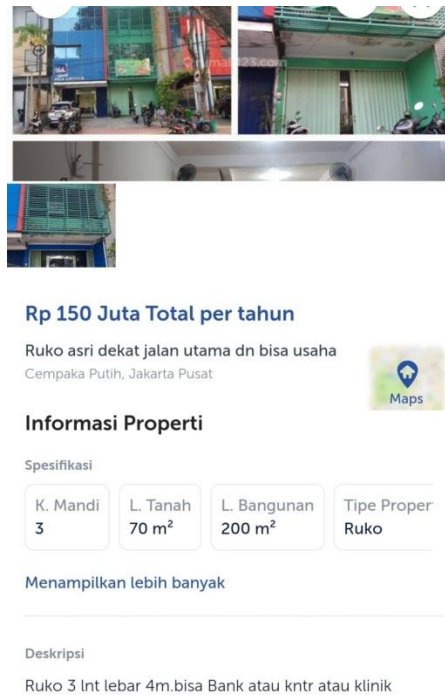 rumah123.com
Rp 150 Juta Total per tahun
Ruko asri dekat jalan utama dn bisa usaha
Cempaka Putih, Jakarta Pusat
Maps
Informasi Properti
Spesifikasi
K. Mandi
3
L. Tanah
70 m²
L. Bangunan
200 m²
Tipe Proper
Ruko
Menampilkan lebih banyak
Deskripsi
Ruko 3 lnt lebar 4m.bisa Bank atau kntr atau klinik